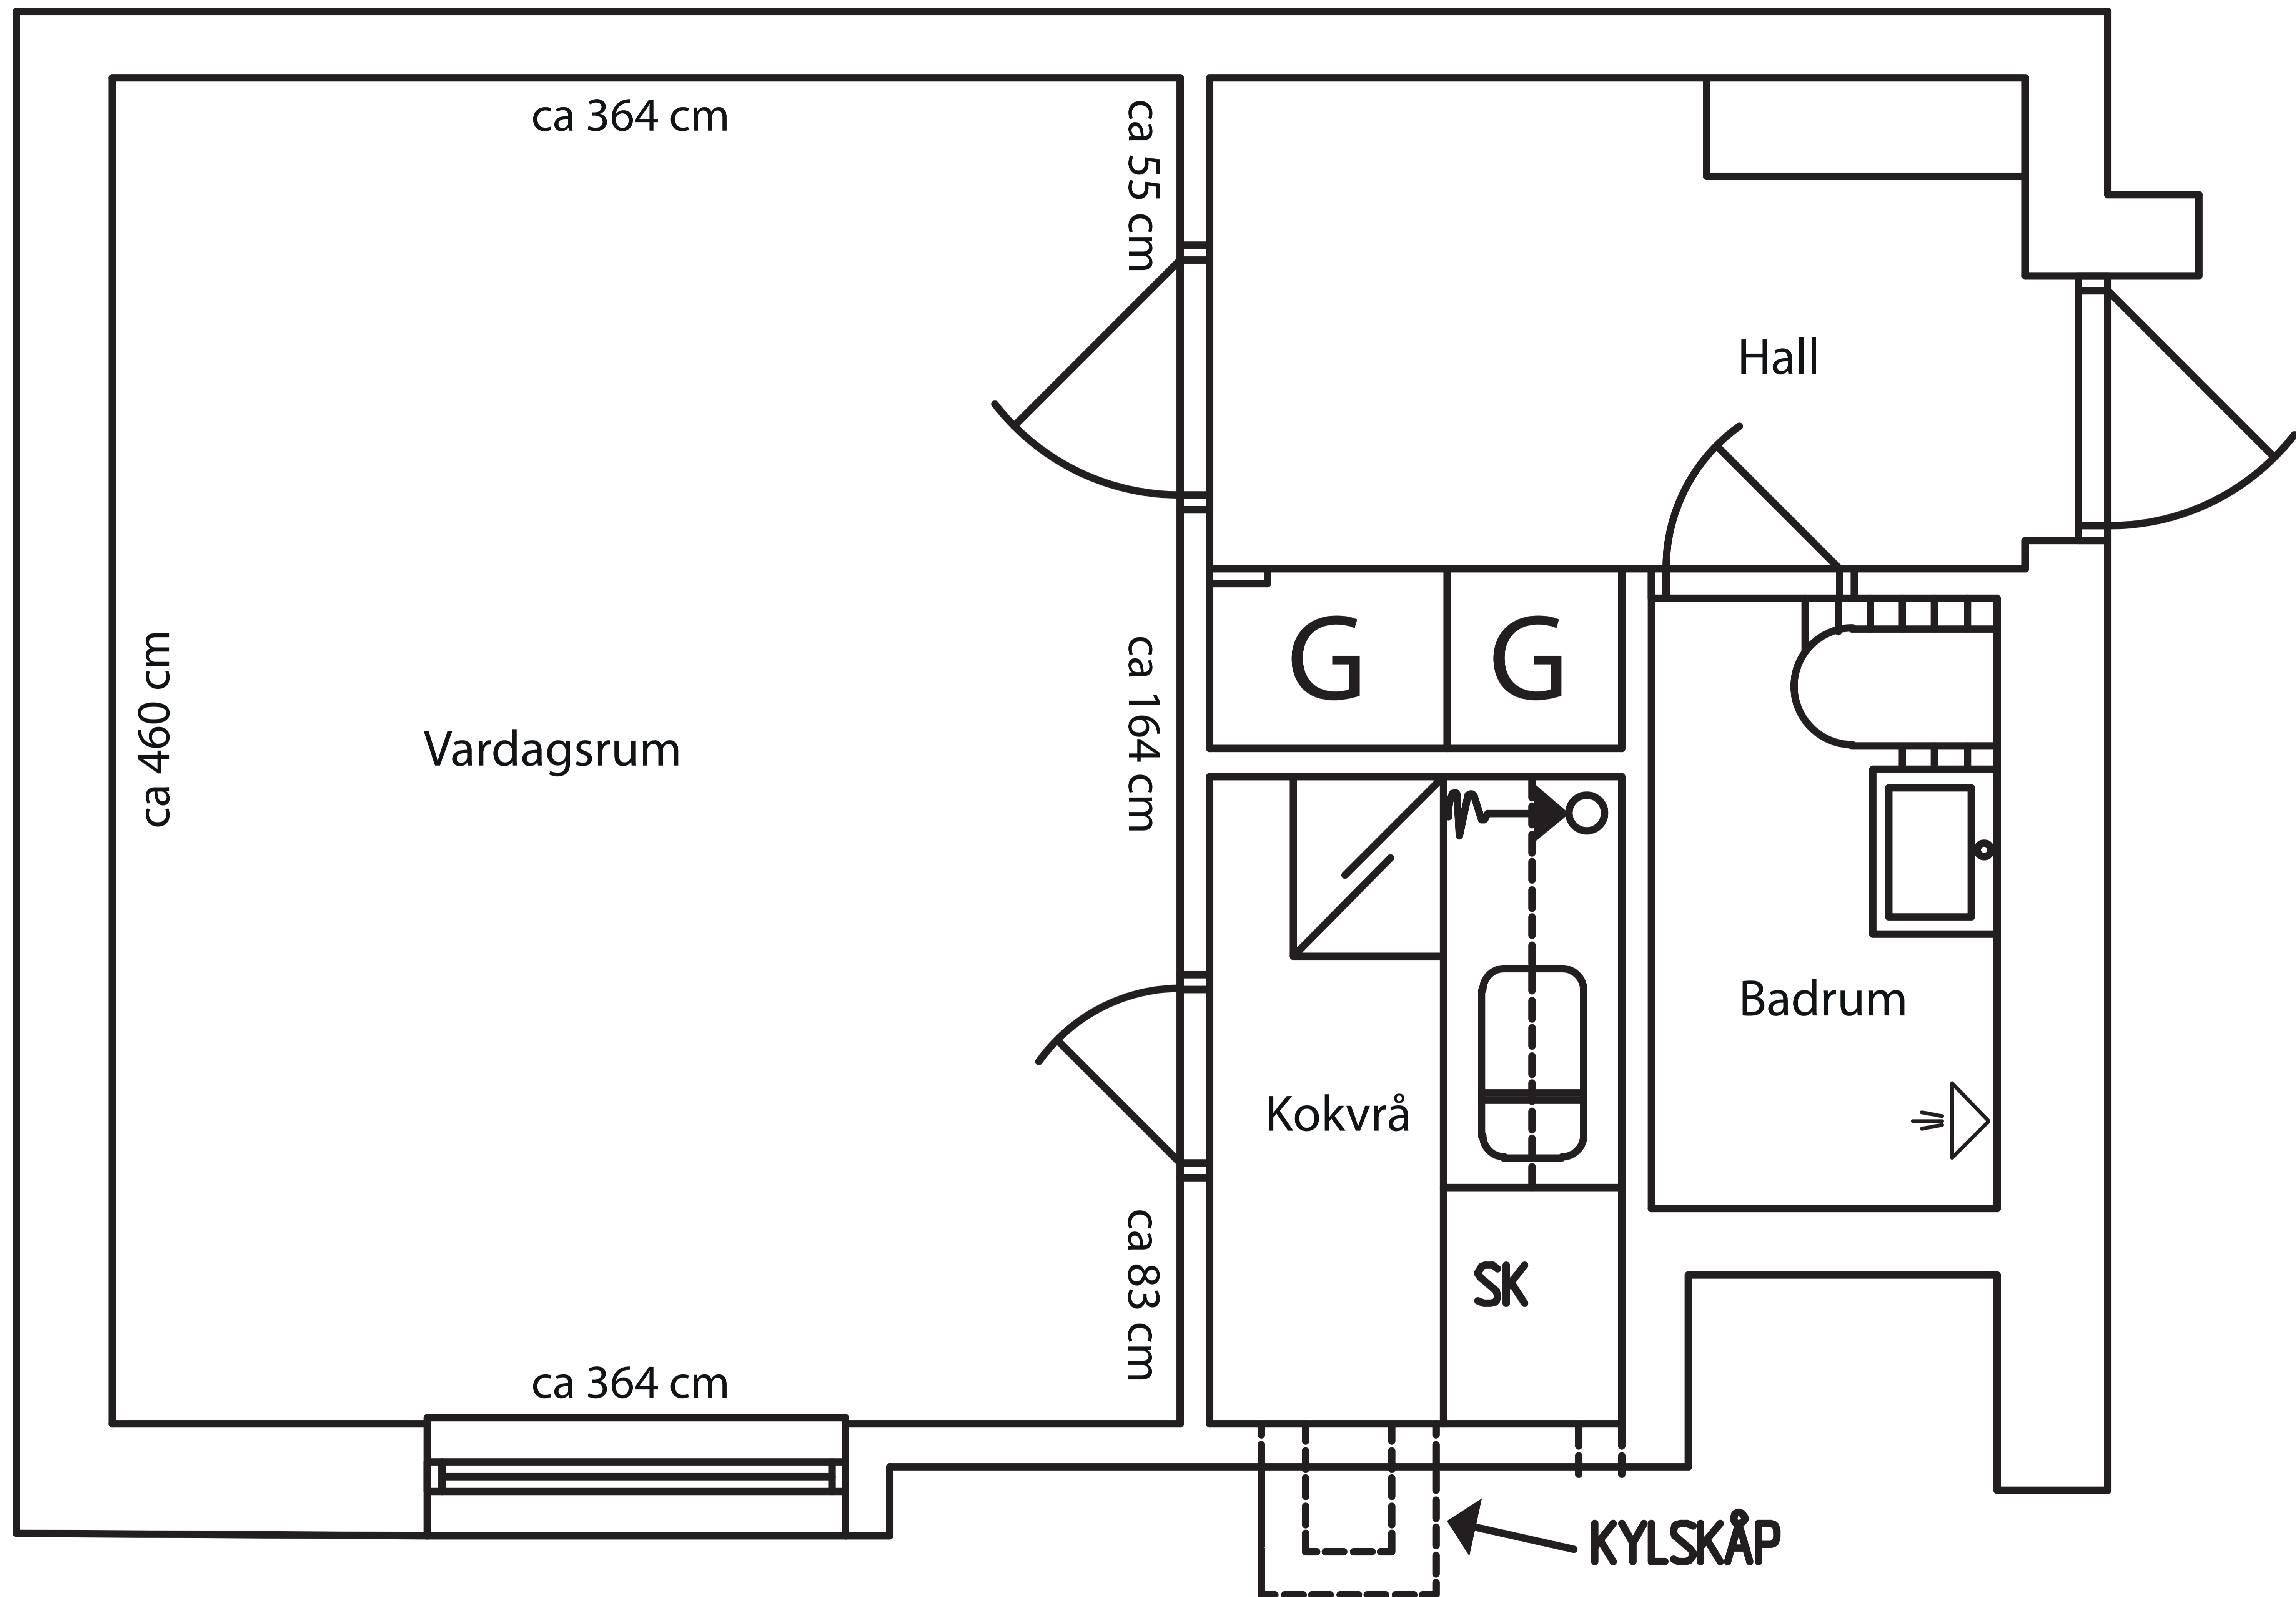 ca 364 cm
ca 55 cm
Hall
ca 460 cm
Vardagsrum
ca 164 cm
G
G
Badrum
Kokvrå
SK
ca 83 cm
ca 364 cm
KYLSKÅP